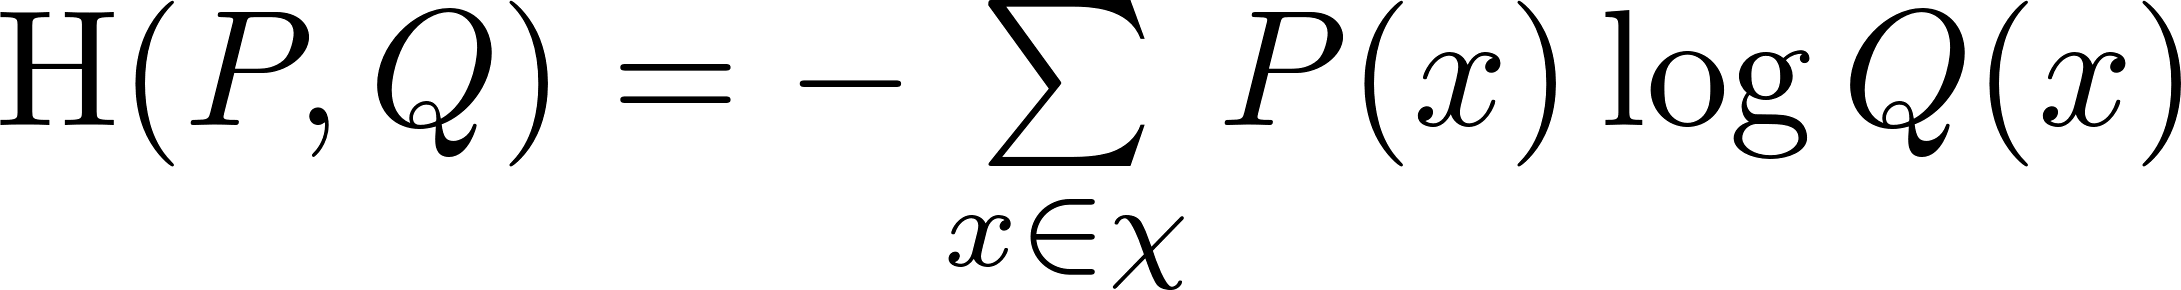 H(P, Q) = − ∑ P(x) log Q(x)
x∈χ